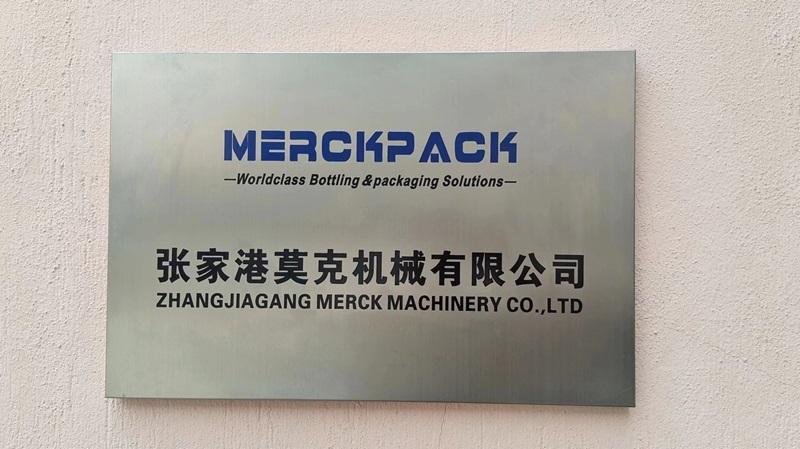 MERCKPACK
—Worldclass Bottling & packaging Solutions—
张家港莫克机械有限公司
ZHANGJIAGANG MERCK MACHINERY CO.,LTD